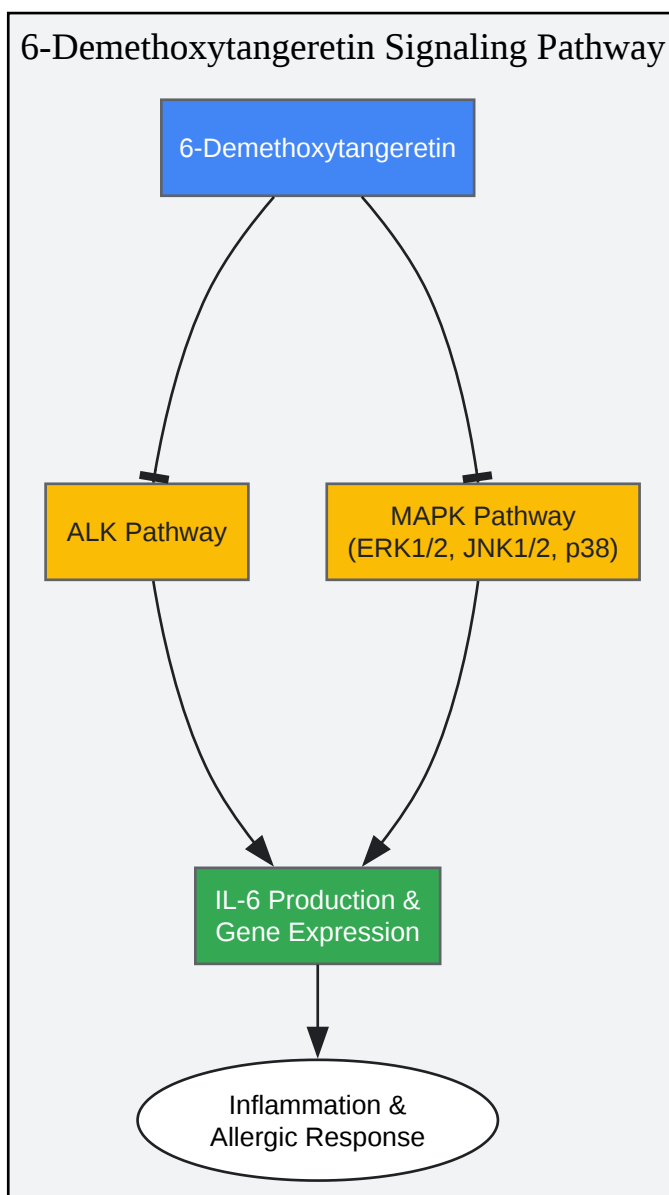 6-Demethoxytangeretin Signaling Pathway
6-Demethoxytangeretin
ALK Pathway
MAPK Pathway
(ERK1/2, JNK1/2, p38)
IL-6 Production &
Gene Expression
Inflammation &
Allergic Response